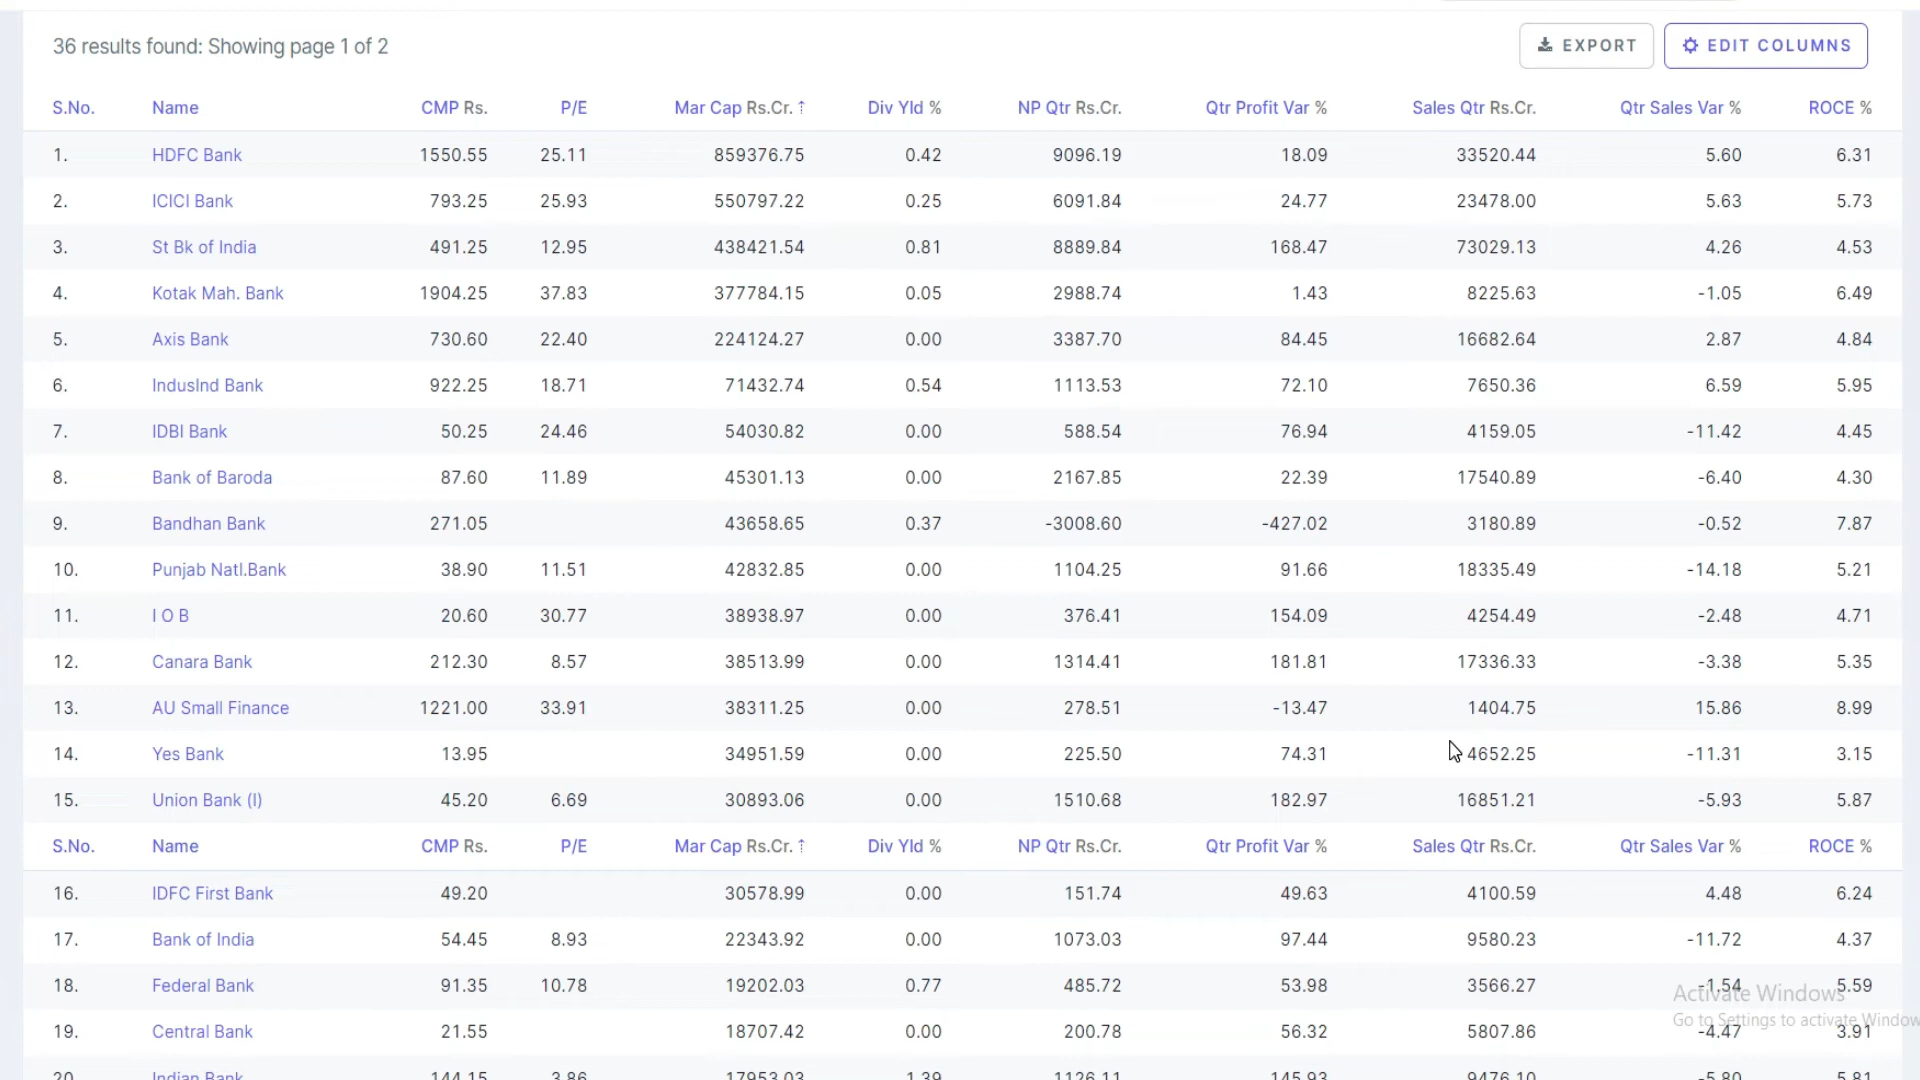 36 results found: Showing page 1 of 2 EXPORT EDIT COLUMNS
S.No. Name CMP Rs. P/E Mar Cap Rs.Cr. ↑ Div Yld % NP Qtr Rs.Cr. Qtr Profit Var % Sales Qtr Rs.Cr. Qtr Sales Var % ROCE %
1. HDFC Bank 1550.55 25.11 859376.75 0.42 9096.19 18.09 33520.44 5.60 6.31
2. ICICI Bank 793.25 25.93 550797.22 0.25 6091.84 24.77 23478.00 5.63 5.73
3. St Bk of India 491.25 12.95 438421.54 0.81 8889.84 168.47 73029.13 4.26 4.53
4. Kotak Mah. Bank 1904.25 37.83 377784.15 0.05 2988.74 1.43 8225.63 -1.05 6.49
5. Axis Bank 730.60 22.40 224124.27 0.00 3387.70 84.45 16682.64 2.87 4.84
6. IndusInd Bank 922.25 18.71 71432.74 0.54 1113.53 72.10 7650.36 6.59 5.95
7. IDBI Bank 50.25 24.46 54030.82 0.00 588.54 76.94 4159.05 -11.42 4.45
8. Bank of Baroda 87.60 11.89 45301.13 0.00 2167.85 22.39 17540.89 -6.40 4.30
9. Bandhan Bank 271.05 43658.65 0.37 -3008.60 -427.02 3180.89 -0.52 7.87
10. Punjab Natl.Bank 38.90 11.51 42832.85 0.00 1104.25 91.66 18335.49 -14.18 5.21
11. I O B 20.60 30.77 38938.97 0.00 376.41 154.09 4254.49 -2.48 4.71
12. Canara Bank 212.30 8.57 38513.99 0.00 1314.41 181.81 17336.33 -3.38 5.35
13. AU Small Finance 1221.00 33.91 38311.25 0.00 278.51 -13.47 1404.75 15.86 8.99
14. Yes Bank 13.95 34951.59 0.00 225.50 74.31 4652.25 -11.31 3.15
15. Union Bank (I) 45.20 6.69 30893.06 0.00 1510.68 182.97 16851.21 -5.93 5.87
S.No. Name CMP Rs. P/E Mar Cap Rs.Cr. ↑ Div Yld % NP Qtr Rs.Cr. Qtr Profit Var % Sales Qtr Rs.Cr. Qtr Sales Var % ROCE %
16. IDFC First Bank 49.20 30578.99 0.00 151.74 49.63 4100.59 4.48 6.24
17. Bank of India 54.45 8.93 22343.92 0.00 1073.03 97.44 9580.23 -11.72 4.37
18. Federal Bank 91.35 10.78 19202.03 0.77 485.72 53.98 3566.27 -1.54 5.59
Activate Windows
Go to Settings to activate Window
19. Central Bank 21.55 18707.42 0.00 200.78 56.32 5807.86 -4.47 3.91
20. Indian Bank 144.15 3.86 17953.03 1.39 1126.11 145.93 9476.10 -5.80 5.81